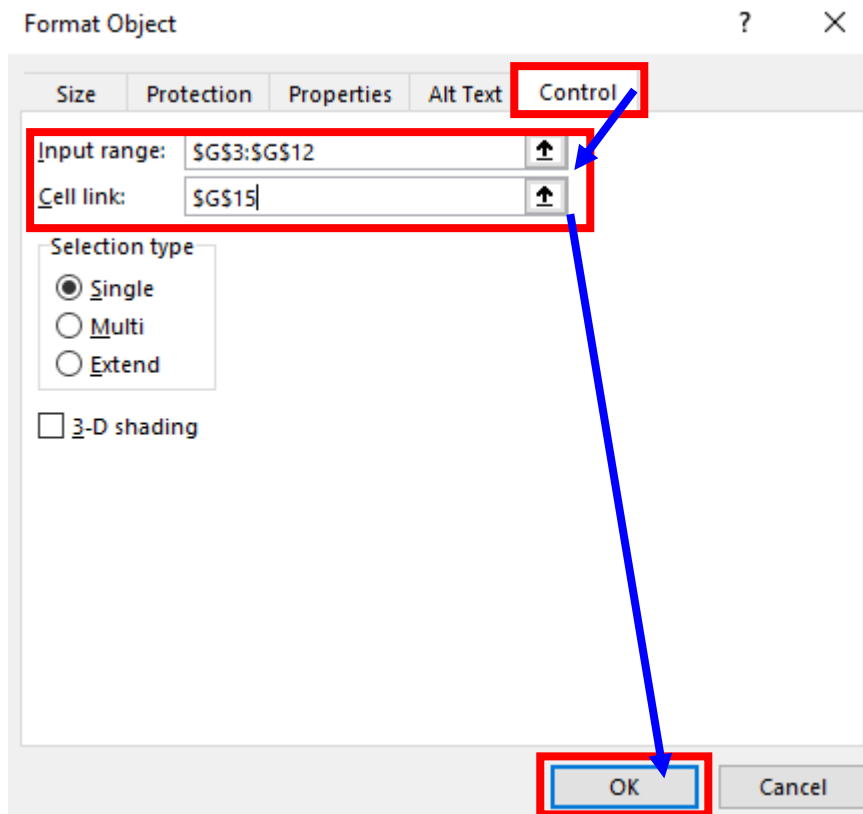 Format Object ?
Size Protection Properties Alt Text Control
Input range: $G$3:$G$12
Cell link: $G$15
Selection type
Single
Multi
Extend
3-D shading
OK Cancel